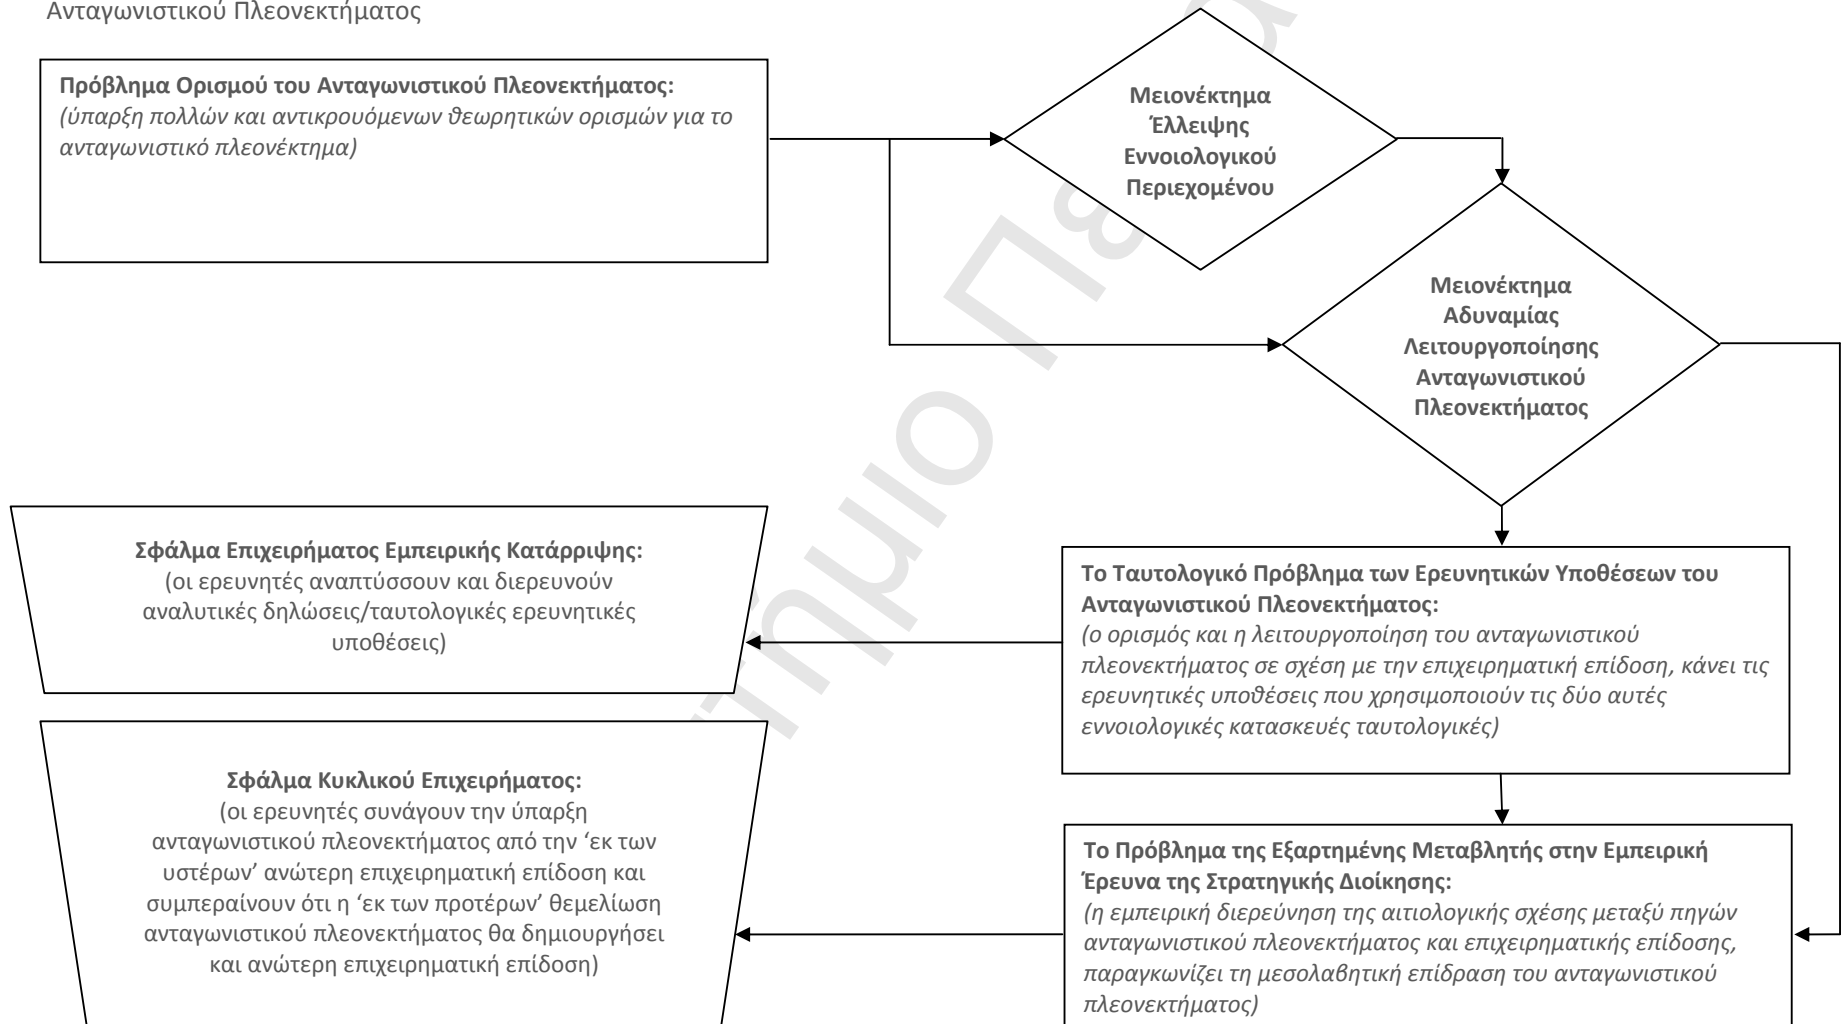 Ανταγωνιστικού Πλεονεκτήματος
Πρόβλημα Ορισμού του Ανταγωνιστικού Πλεονεκτήματος:
(ύπαρξη πολλών και αντικρουόμενων θεωρητικών ορισμών για το
ανταγωνιστικό πλεονέκτημα)
Μειονέκτημα
Έλλειψης
Εννοιολογικού
Περιεχομένου
Μειονέκτημα
Αδυναμίας
Λειτουργοποίησης
Ανταγωνιστικού
Πλεονεκτήματος
Σφάλμα Επιχειρήματος Εμπειρικής Κατάρριψης:
(οι ερευνητές αναπτύσσουν και διερευνούν
αναλυτικές δηλώσεις/ταυτολογικές ερευνητικές
υποθέσεις)
Το Ταυτολογικό Πρόβλημα των Ερευνητικών Υποθέσεων του
Ανταγωνιστικού Πλεονεκτήματος:
(ο ορισμός και η λειτουργοποίηση του ανταγωνιστικού
πλεονεκτήματος σε σχέση με την επιχειρηματική επίδοση, κάνει τις
ερευνητικές υποθέσεις που χρησιμοποιούν τις δύο αυτές
εννοιολογικές κατασκευές ταυτολογικές)
Σφάλμα Κυκλικού Επιχειρήματος:
(οι ερευνητές συνάγουν την ύπαρξη
ανταγωνιστικού πλεονεκτήματος από την ‘εκ των
υστέρων’ ανώτερη επιχειρηματική επίδοση και
συμπεραίνουν ότι η ‘εκ των προτέρων’ θεμελίωση
ανταγωνιστικού πλεονεκτήματος θα δημιουργήσει
και ανώτερη επιχειρηματική επίδοση)
Το Πρόβλημα της Εξαρτημένης Μεταβλητής στην Εμπειρική
Έρευνα της Στρατηγικής Διοίκησης:
(η εμπειρική διερεύνηση της αιτιολογικής σχέσης μεταξύ πηγών
ανταγωνιστικού πλεονεκτήματος και επιχειρηματικής επίδοσης,
παραγκωνίζει τη μεσολαβητική επίδραση του ανταγωνιστικού
πλεονεκτήματος)